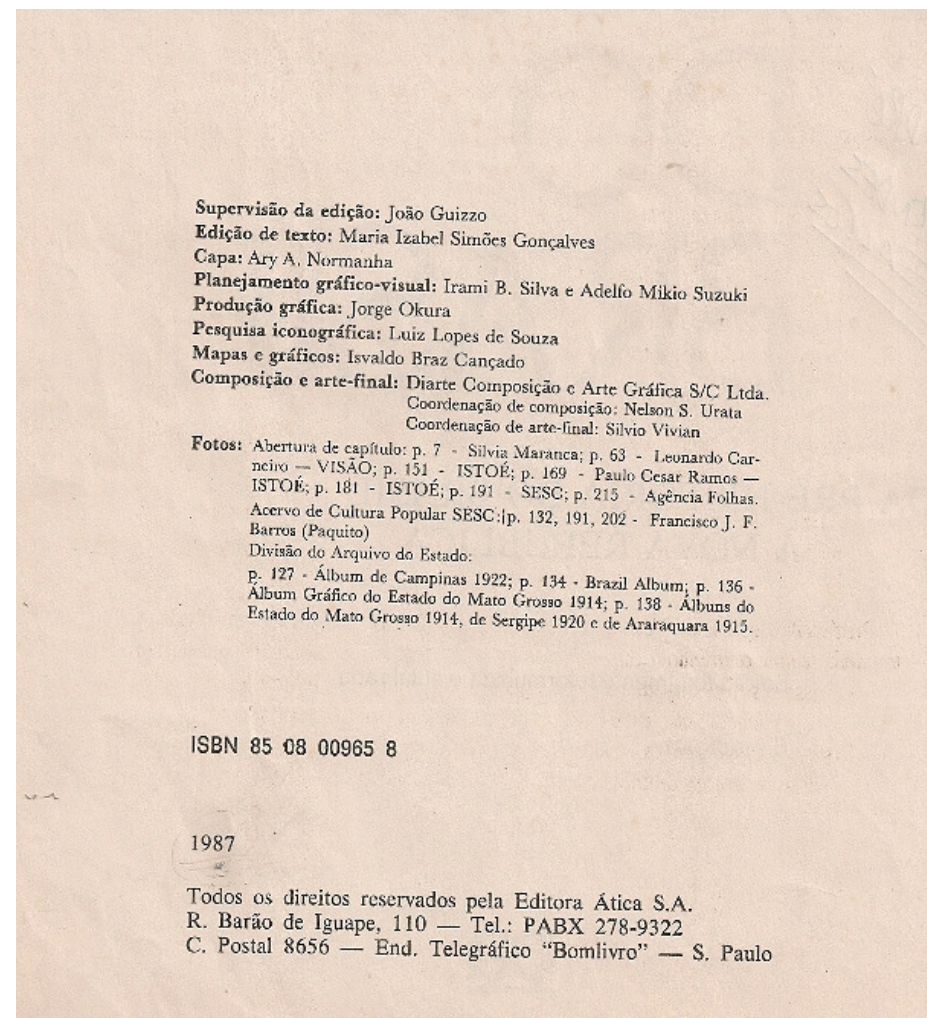 Supervisão da edição: João Guizzo
Edição de texto: Maria Izabel Simões Gonçalves
Capa: Ary A. Normanha
Planejamento gráfico-visual: Irami B. Silva e Adelfo Mikio Suzuki
Produção gráfica: Jorge Okura
Pesquisa iconográfica: Luiz Lopes de Souza
Mapas e gráficos: Isvaldo Braz Cançado
Composição e arte-final: Diarte Composição e Arte Gráfica S/C Ltda.
Coordenação de composição: Nelson S. Urata
Coordenação de arte-final: Silvio Vivian
Fotos: Abertura de capítulo: p. 7 - Silvia Maranca; p. 63 - Leonardo Car-
neiro — VISÃO; p. 151 - ISTOÉ; p. 169 - Paulo Cesar Ramos —
ISTOÉ; p. 181 - ISTOÉ; p. 191 - SESC; p. 215 - Agência Folhas.
Acervo de Cultura Popular SESC: p. 132, 191, 202 - Francisco J. F.
Barros (Paquito)
Divisão do Arquivo do Estado:
p. 127 - Álbum de Campinas 1922; p. 134 - Brazil Album; p. 136 -
Álbum Gráfico do Estado do Mato Grosso 1914; p. 138 - Álbuns do
Estado do Mato Grosso 1914, de Sergipe 1920 e de Araraquara 1915.
ISBN 85 08 00965 8
1987
Todos os direitos reservados pela Editora Ática S.A.
R. Barão de Iguape, 110 — Tel.: PABX 278-9322
C. Postal 8656 — End. Telegráfico “Bomlivro” — S. Paulo